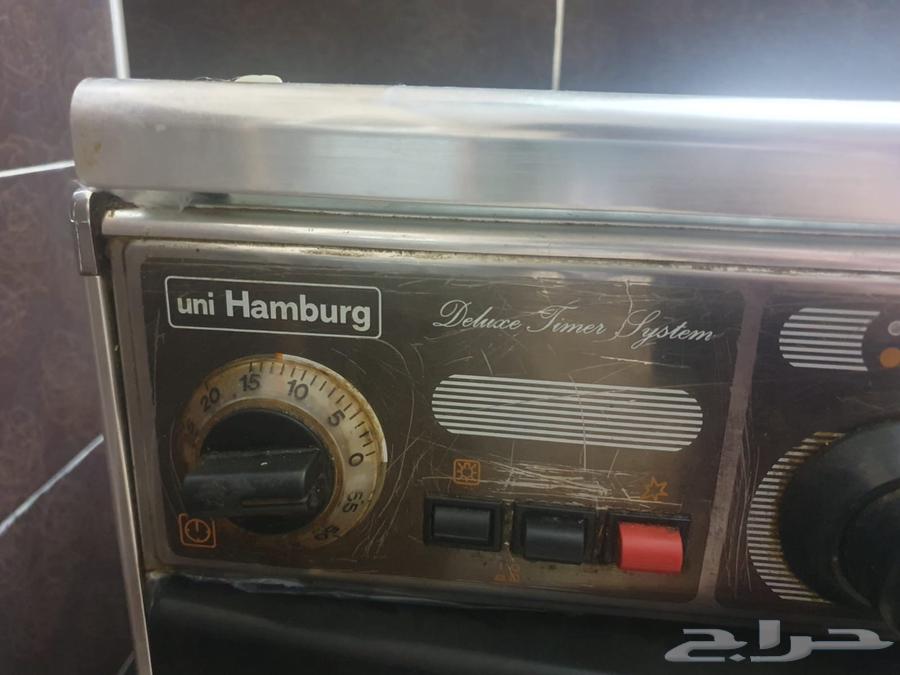 uni Hamburg
Deluxe Timer System
20 15 10 5 0 55
حراج